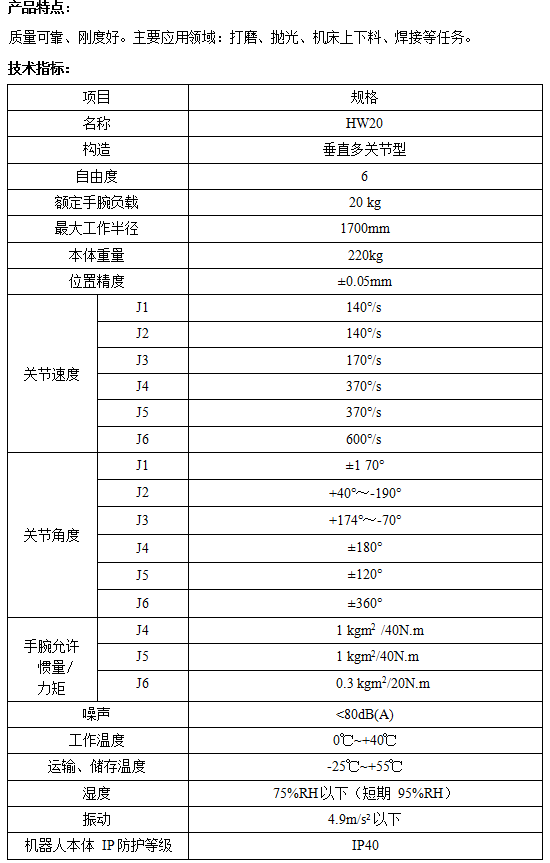 产品特点：
质量可靠、刚度好。主要应用领域：打磨、抛光、机床上下料、焊接等任务。
技术指标：
项目 规格
名称 HW20
构造 垂直多关节型
自由度 6
额定手腕负载 20 kg
最大工作半径 1700mm
本体重量 220kg
位置精度 ±0.05mm
关节速度
J1 140°/s
J2 140°/s
J3 170°/s
J4 370°/s
J5 370°/s
J6 600°/s
关节角度
J1 ±1 70°
J2 +40°～-190°
J3 +174°～-70°
J4 ±180°
J5 ±120°
J6 ±360°
手腕允许
惯量/
力矩
J4 1 kgm² /40N.m
J5 1 kgm²/40N.m
J6 0.3 kgm²/20N.m
噪声 <80dB(A)
工作温度 0℃~+40℃
运输、储存温度 -25℃~+55℃
湿度 75%RH以下（短期 95%RH）
振动 4.9m/s²以下
机器人本体 IP防护等级 IP40